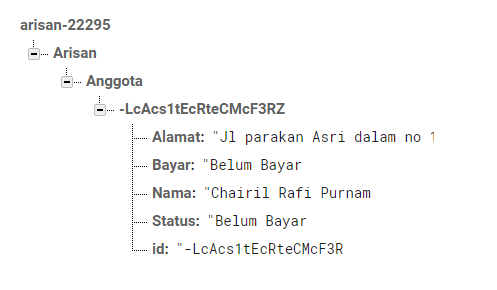 arisan-22295
Arisan
Anggota
-LcAcs1tEcRteCMcF3RZ
Alamat: "Jl parakan Asri dalam no 1
Bayar: "Belum Bayar
Nama: "Chairil Rafi Purnam
Status: "Belum Bayar
id: "-LcAcs1tEcRteCMcF3R